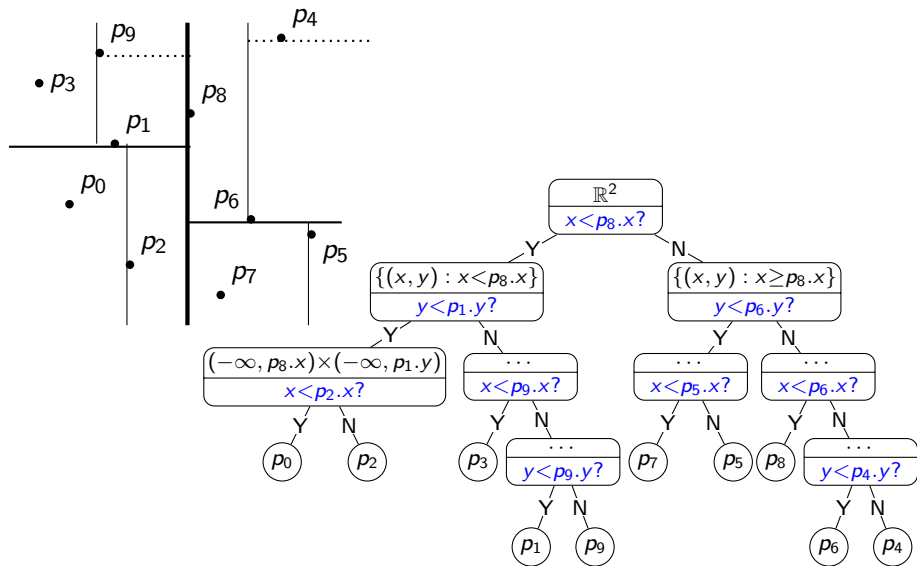 p₄
p₉
p₃
p₈
p₁
p₀
p₆
p₂
p₅
p₇
ℝ²
x<p₈.x?
Y N
{(x, y) : x<p₈.x} {(x, y) : x≥p₈.x}
y<p₁.y? y<p₆.y?
Y N Y N
(−∞, p₈.x)×(−∞, p₁.y) ... ... ...
x<p₂.x? x<p₉.x? x<p₅.x? x<p₆.x?
Y N Y N Y N Y N
p₀ p₂ p₃ ... p₇ p₅ p₈ ...
y<p₉.y? y<p₄.y?
Y N Y N
p₁ p₉ p₆ p₄